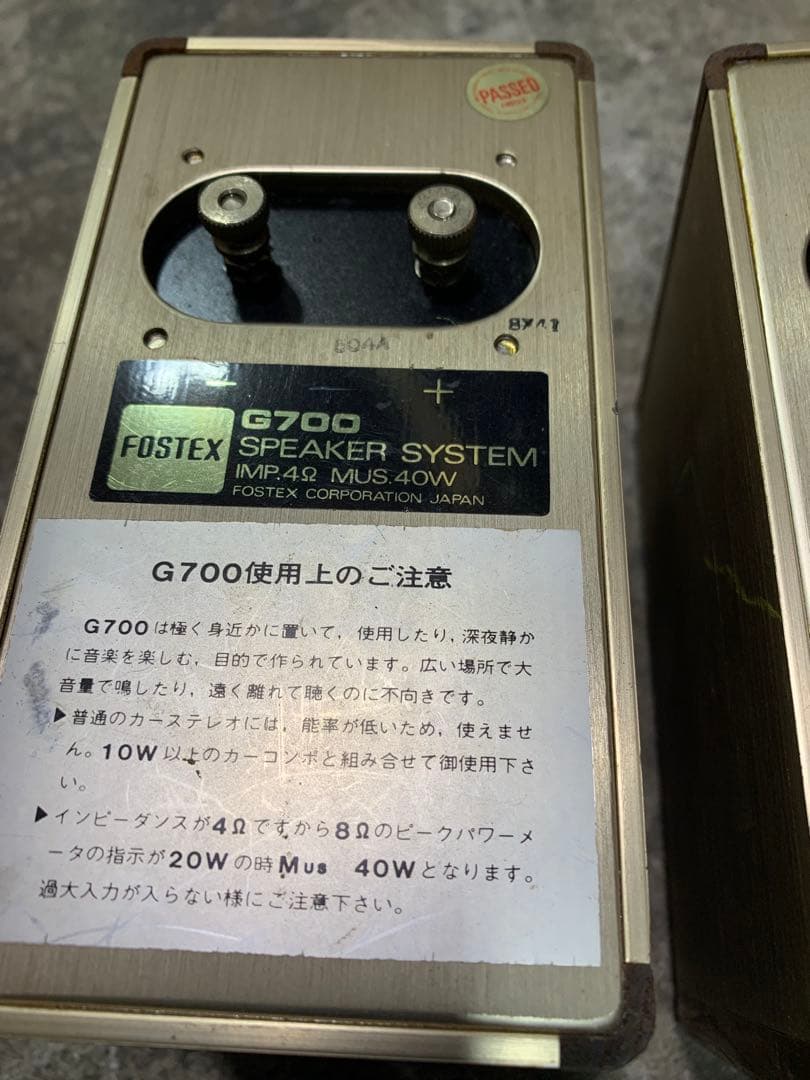 PASSED
504A
− +
FOSTEX
G700
SPEAKER SYSTEM
IMP.4Ω MUS.40W
FOSTEX CORPORATION JAPAN
G700使用上のご注意
G700は極く身近かに置いて，使用したり，深夜静か
に音楽を楽しむ，目的で作られています。広い場所で大
音量で鳴したり，遠く離れて聴くのに不向きです。
▶普通のカーステレオには，能率が低いため，使えませ
ん。10W以上のカーコンポと組み合せて御使用下さ
い。
▶インピーダンスが4Ωですから8Ωのピークパワーメ
ータの指示が20Wの時Mus 40Wとなります。
過大入力が入らない様にご注意下さい。